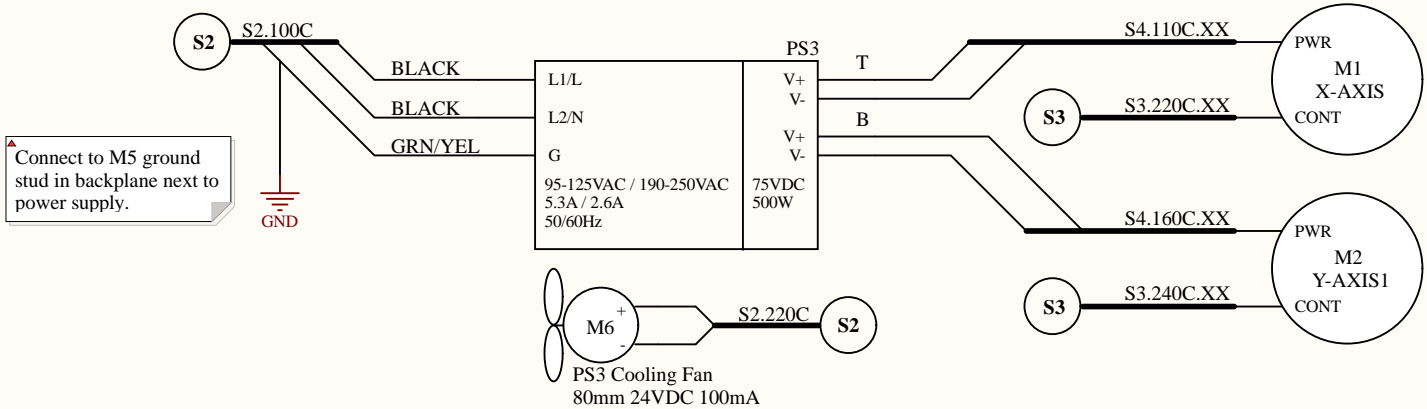 S2
S2.100C
BLACK
BLACK
GRN/YEL
Connect to M5 ground
stud in backplane next to
power supply.
GND
PS3
L1/L
L2/N
G
95-125VAC / 190-250VAC
5.3A / 2.6A
50/60Hz
V+
V-
V+
V-
75VDC
500W
T
B
S4.110C.XX
PWR
M1
X-AXIS
CONT
S3
S3.220C.XX
S4.160C.XX
PWR
M2
Y-AXIS1
CONT
S3
S3.240C.XX
M6
+
-
S2.220C
S2
PS3 Cooling Fan
80mm 24VDC 100mA